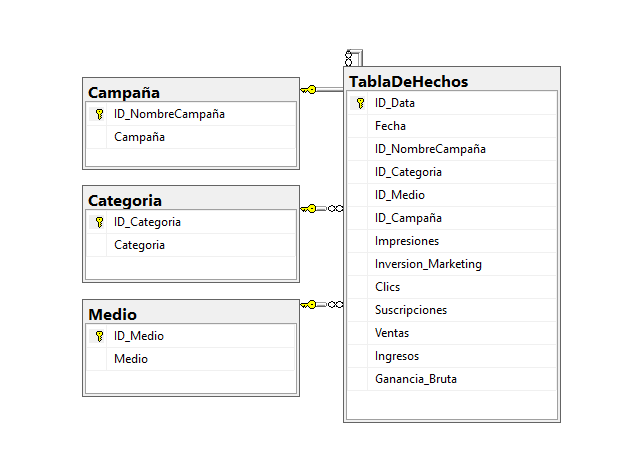 Campaña
ID_NombreCampaña
Campaña
Categoria
ID_Categoria
Categoria
Medio
ID_Medio
Medio
TablaDeHechos
ID_Data
Fecha
ID_NombreCampaña
ID_Categoria
ID_Medio
ID_Campaña
Impresiones
Inversion_Marketing
Clics
Suscripciones
Ventas
Ingresos
Ganancia_Bruta